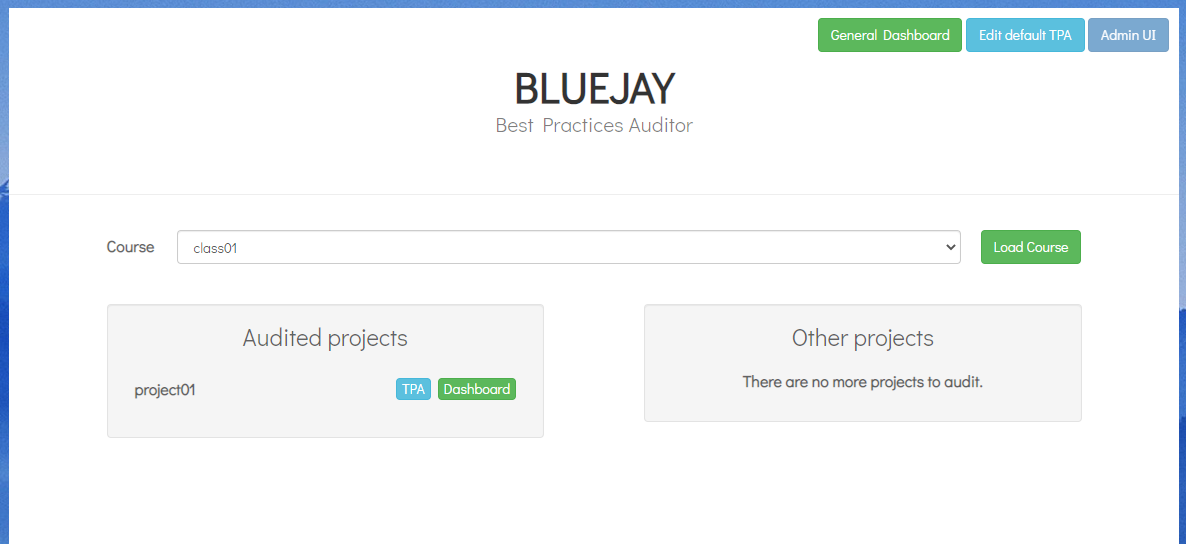 General Dashboard Edit default TPA Admin UI
BLUEJAY
Best Practices Auditor
Course class01 Load Course
Audited projects
project01 TPA Dashboard
Other projects
There are no more projects to audit.